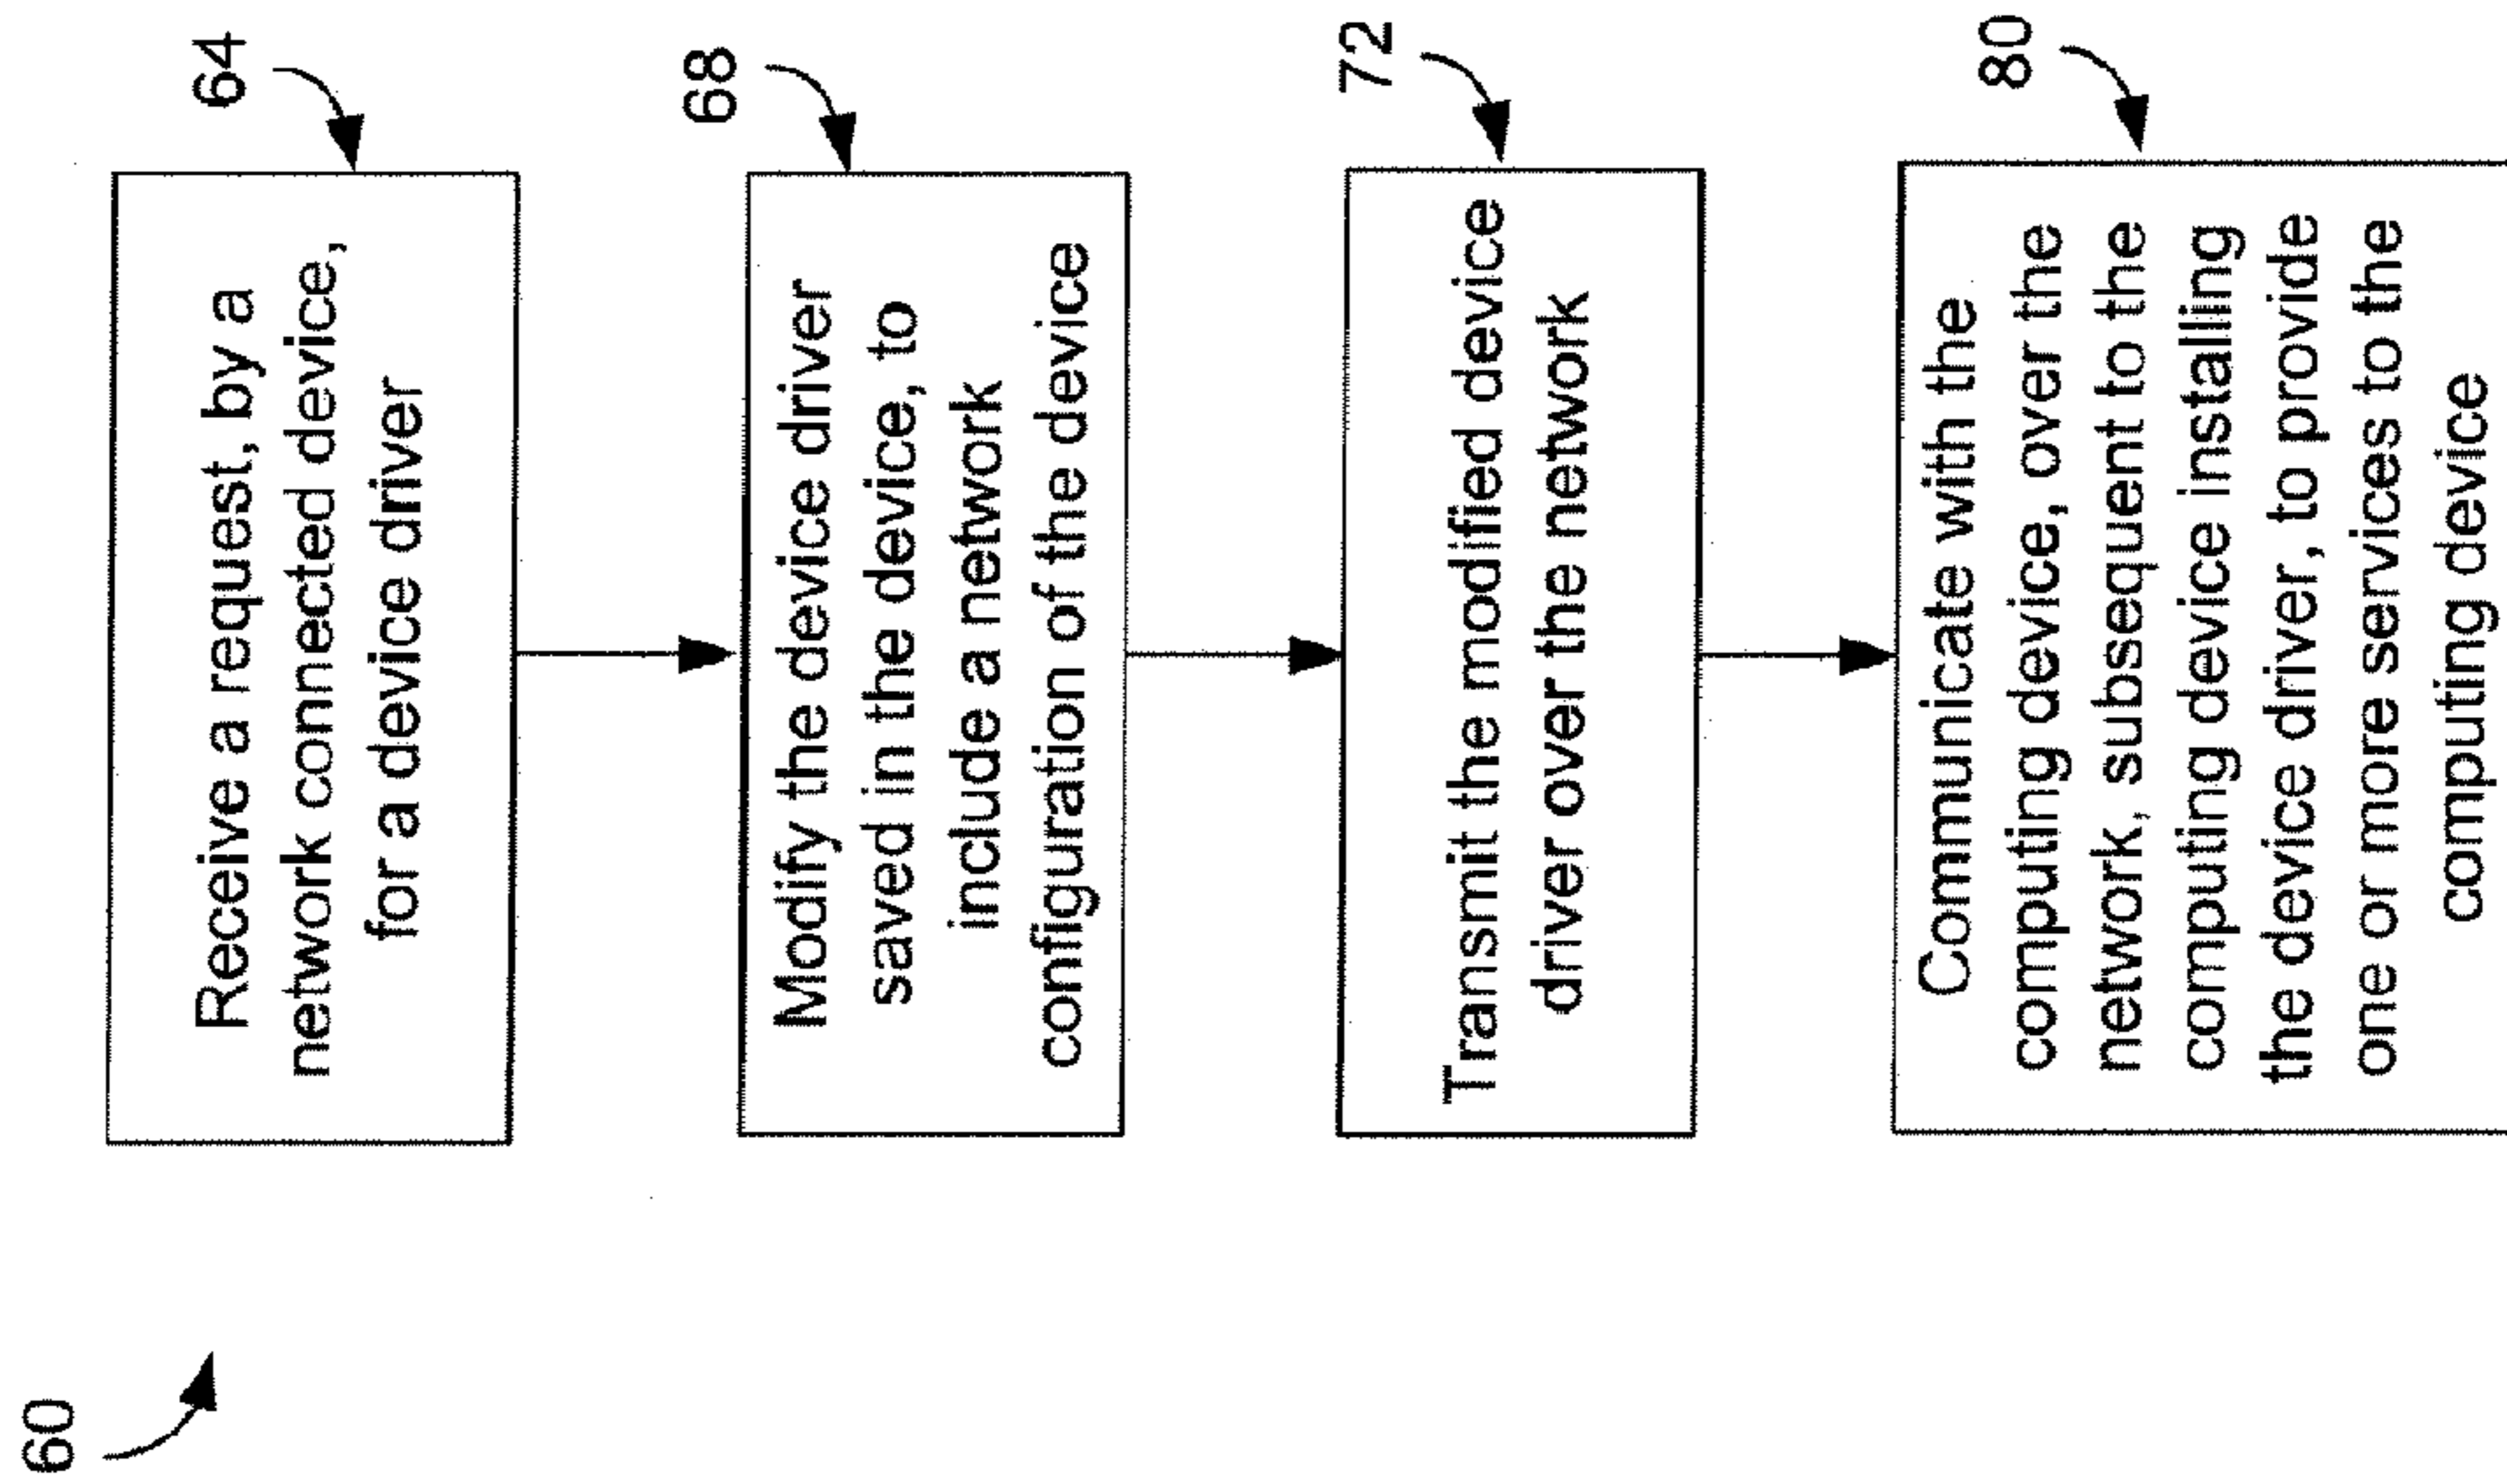 60
64
Receive a request, by a
network connected device,
for a device driver
68
Modify the device driver
saved in the device, to
include a network
configuration of the device
72
Transmit the modified device
driver over the network
80
Communicate with the
computing device, over the
network, subsequent to the
computing device installing
the device driver, to provide
one or more services to the
computing device